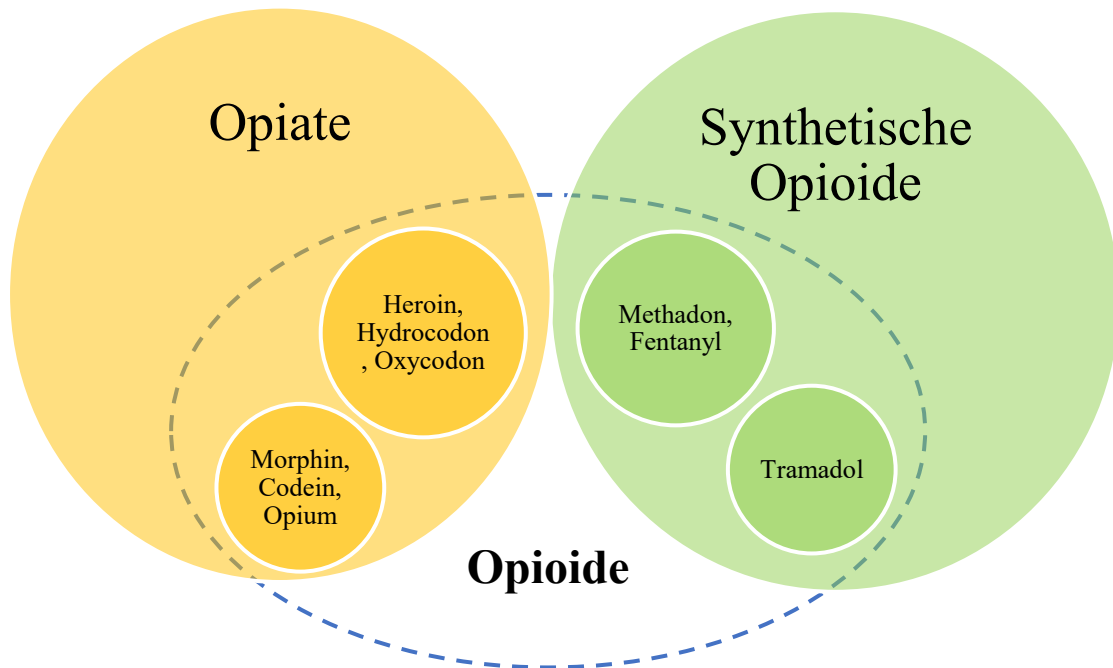 Opiate
Synthetische
Opioide
Heroin,
Hydrocodon
, Oxycodon
Methadon,
Fentanyl
Morphin,
Codein,
Opium
Tramadol
Opioide